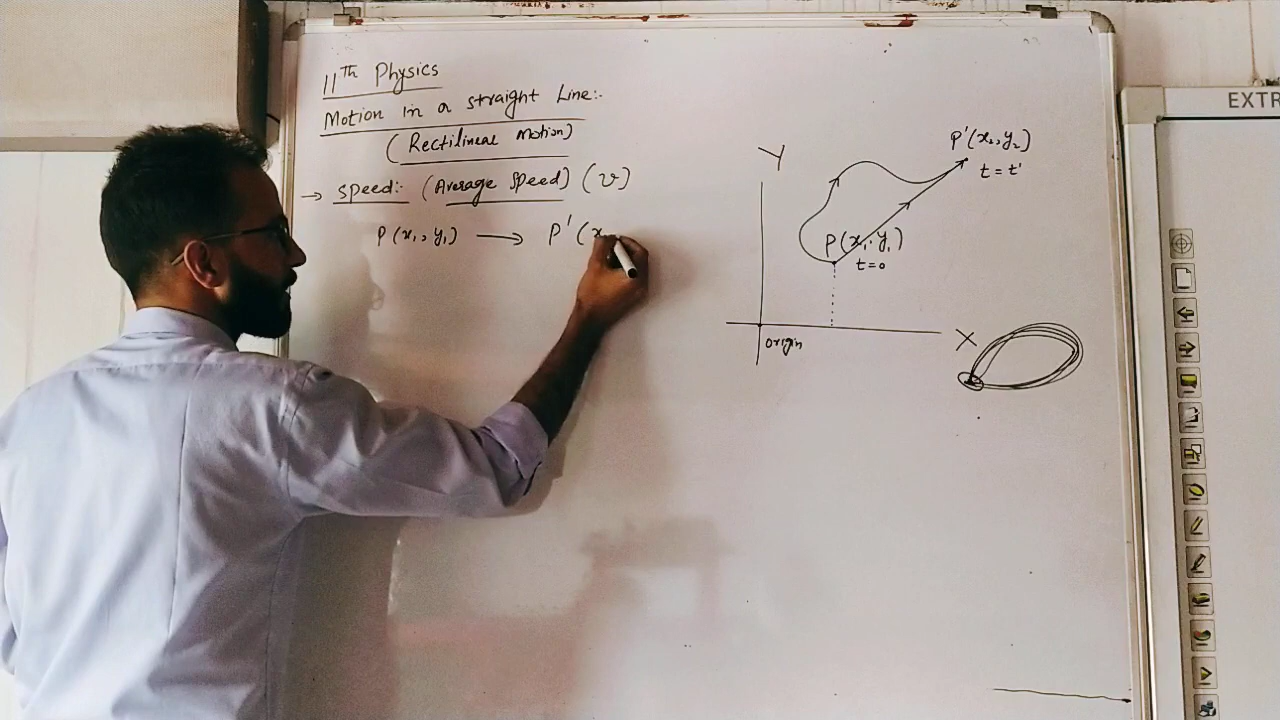 11th Physics
Motion in a straight Line:-
(Rectilinear Motion)
→ Speed:- (Average Speed) (v)
P(x₁, y₁) → P'(x
Y
P'(x₂, y₂)
t = t'
P(x₁, y₁)
t = 0
X
Origin
EXTR